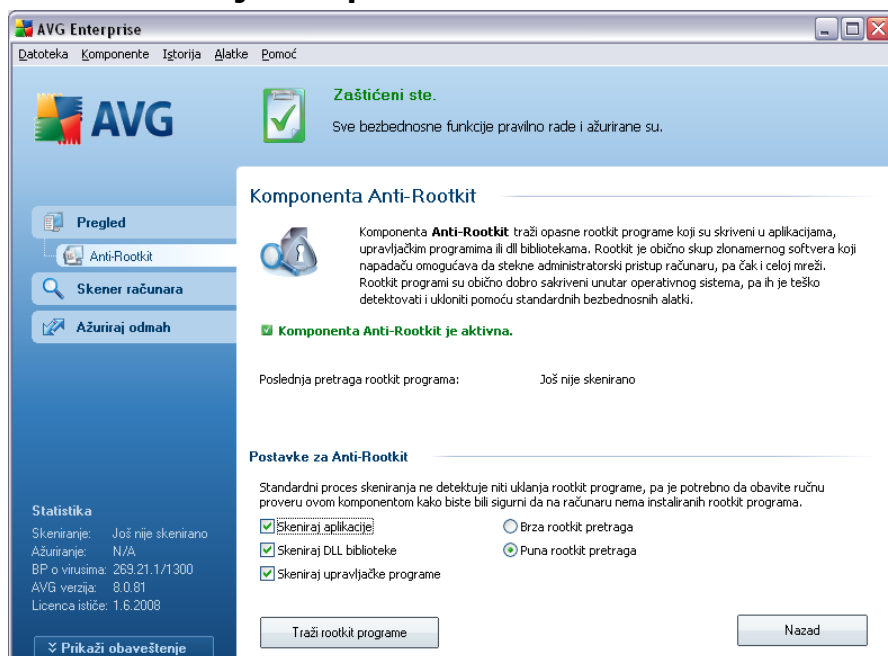 AVG Enterprise
Datoteka Komponente Istorija Alatke Pomoć
AVG
Zaštićeni ste.
Sve bezbednosne funkcije pravilno rade i ažurirane su.
Pregled
Anti-Rootkit
Skener računara
Ažuriraj odmah
Komponenta Anti-Rootkit
Komponenta Anti-Rootkit traži opasne rootkit programe koji su skriveni u aplikacijama,
upravljačkim programima ili dll bibliotekama. Rootkit je obično skup zlonamernog softvera koji
napadaču omogućava da stekne administratorski pristup računaru, pa čak i celoj mreži.
Rootkit programi su obično dobro sakriveni unutar operativnog sistema, pa ih je teško
detektovati i ukloniti pomoću standardnih bezbednosnih alatki.
Komponenta Anti-Rootkit je aktivna.
Poslednja pretraga rootkit programa: Još nije skenirano
Postavke za Anti-Rootkit
Standardni proces skeniranja ne detektuje niti uklanja rootkit programe, pa je potrebno da obavite ručnu
proveru ovom komponentom kako biste bili sigurni da na računaru nema instaliranih rootkit programa.
Skeniraj aplikacije
Brza rootkit pretraga
Skeniraj DLL biblioteke
Puna rootkit pretraga
Skeniraj upravljačke programe
Traži rootkit programe
Nazad
Statistika
Skeniranje: Još nije skenirano
Ažuriranje: N/A
BP o virusima: 269.21.1/1300
AVG verzija: 8.0.81
Licenca ističe: 1.6.2008
Prikaži obaveštenje